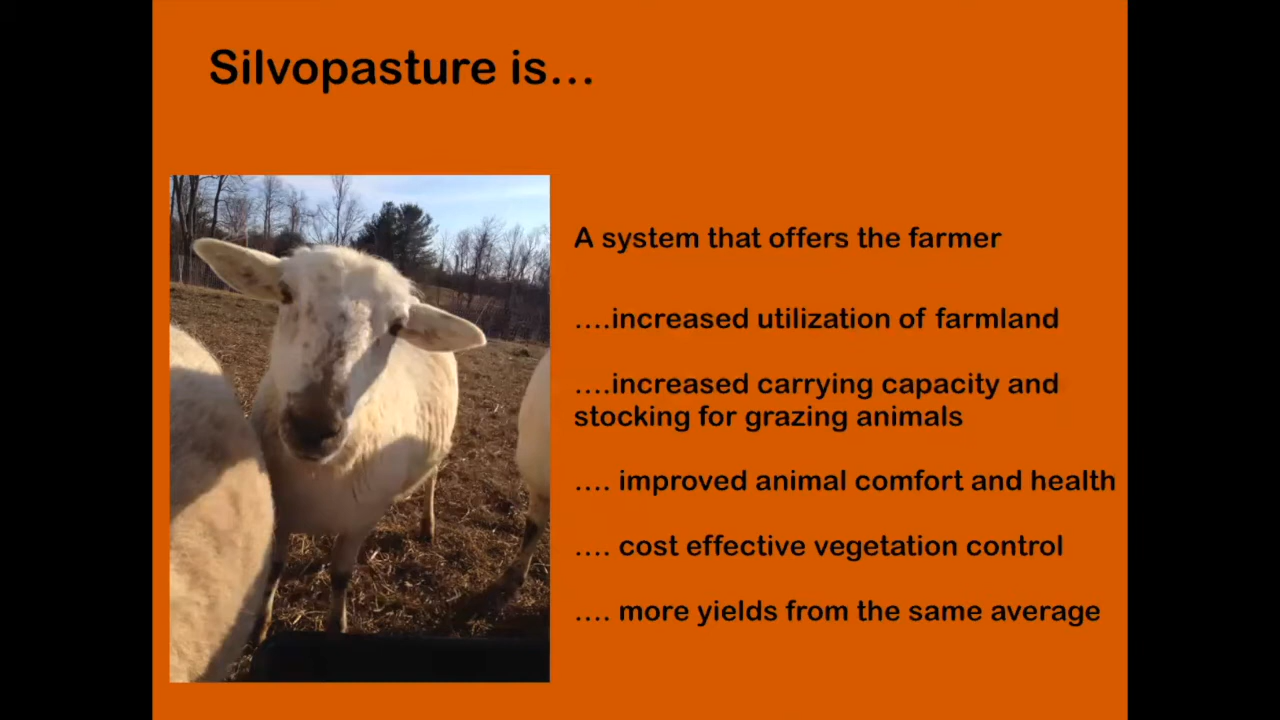 Silvopasture is...
A system that offers the farmer
....increased utilization of farmland
....increased carrying capacity and
stocking for grazing animals
.... improved animal comfort and health
.... cost effective vegetation control
.... more yields from the same average